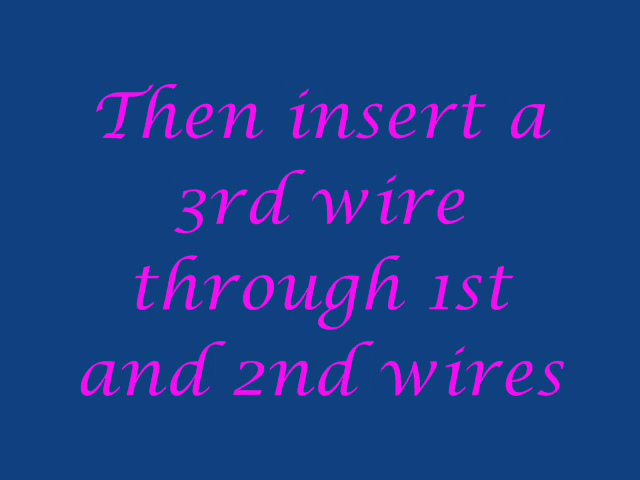 Then insert a
3rd wire
through 1st
and 2nd wires